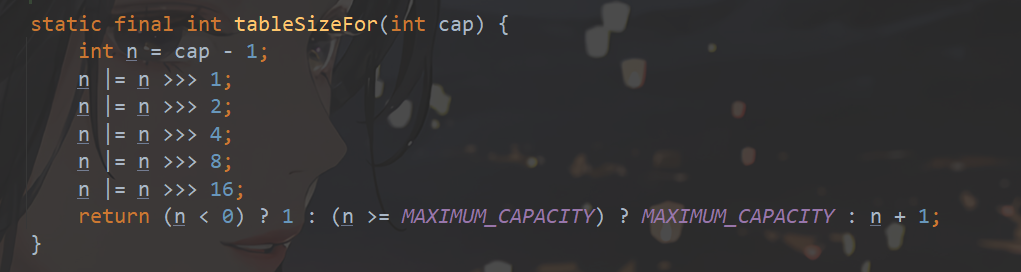 static final int tableSizeFor(int cap) {
    int n = cap - 1;
    n |= n >>> 1;
    n |= n >>> 2;
    n |= n >>> 4;
    n |= n >>> 8;
    n |= n >>> 16;
    return (n < 0) ? 1 : (n >= MAXIMUM_CAPACITY) ? MAXIMUM_CAPACITY : n + 1;
}